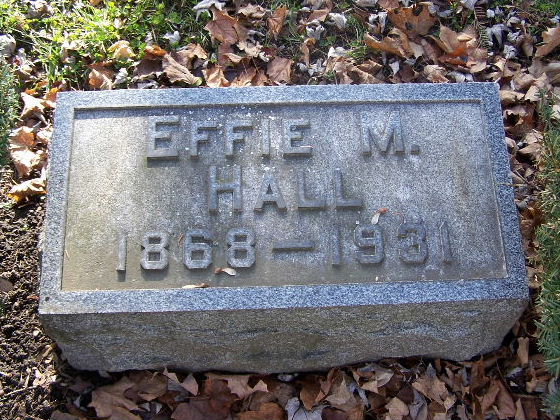 EFFIE M.
HALL
1868 — 1931